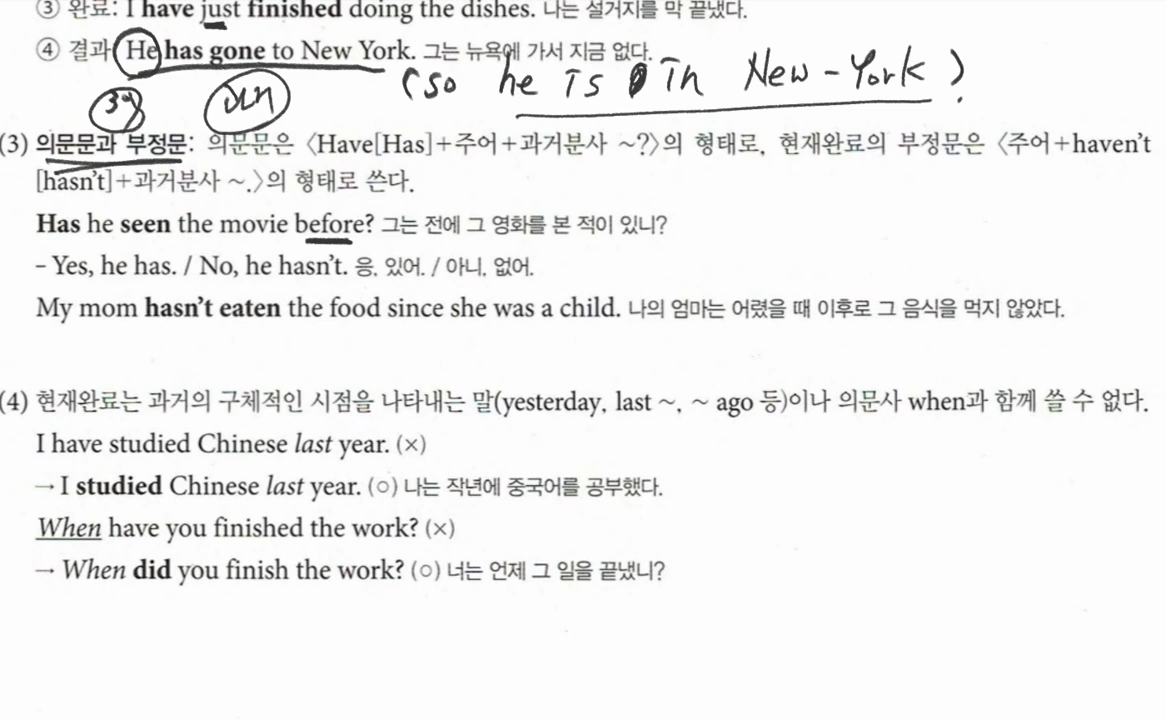 ③ 완료: I have just finished doing the dishes. 나는 설거지를 막 끝냈다.
④ 결과 He has gone to New York. 그는 뉴욕에 가서 지금 없다.
(so he is in New-York)
(3) 의문문과 부정문: 의문문은 〈Have[Has]+주어+과거분사 ~?〉의 형태로, 현재완료의 부정문은 〈주어+haven't
[hasn't]+과거분사 ~.〉의 형태로 쓴다.
Has he seen the movie before? 그는 전에 그 영화를 본 적이 있니?
– Yes, he has. / No, he hasn't. 응, 있어. / 아니, 없어.
My mom hasn't eaten the food since she was a child. 나의 엄마는 어렸을 때 이후로 그 음식을 먹지 않았다.
(4) 현재완료는 과거의 구체적인 시점을 나타내는 말(yesterday, last ~, ~ ago 등)이나 의문사 when과 함께 쓸 수 없다.
I have studied Chinese last year. (×)
→ I studied Chinese last year. (○) 나는 작년에 중국어를 공부했다.
When have you finished the work? (×)
→ When did you finish the work? (○) 너는 언제 그 일을 끝냈니?